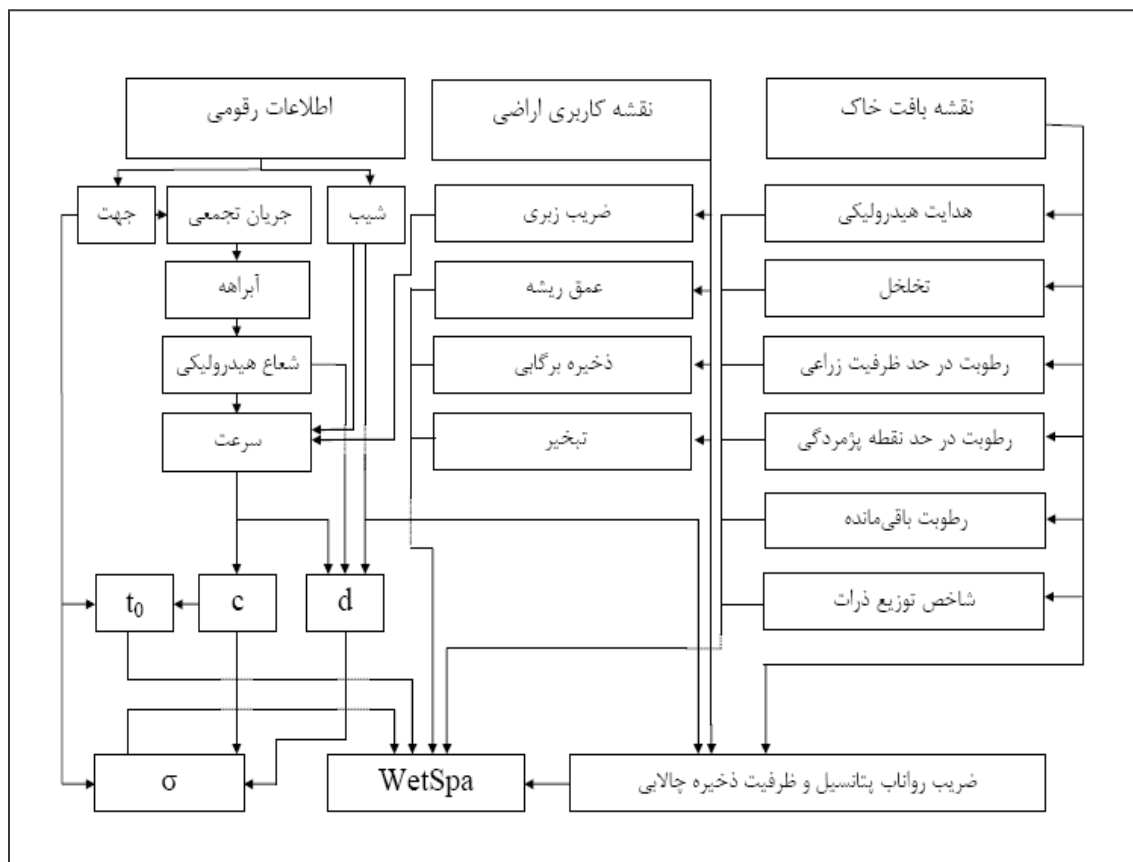 نقشه بافت خاک
نقشه کاربری اراضی
اطلاعات رقومی
هدایت هیدرولیکی
ضریب زبری
شیب
جریان تجمعی
جهت
تخلخل
عمق ریشه
آبراهه
رطوبت در حد ظرفیت زراعی
ذخیره برگابی
شعاع هیدرولیکی
رطوبت در حد نقطه پژمردگی
تبخیر
سرعت
رطوبت باقی‌مانده
شاخص توزیع ذرات
d
c
t₀
ضریب رواناب پتانسیل و ظرفیت ذخیره چالابی
WetSpa
σ